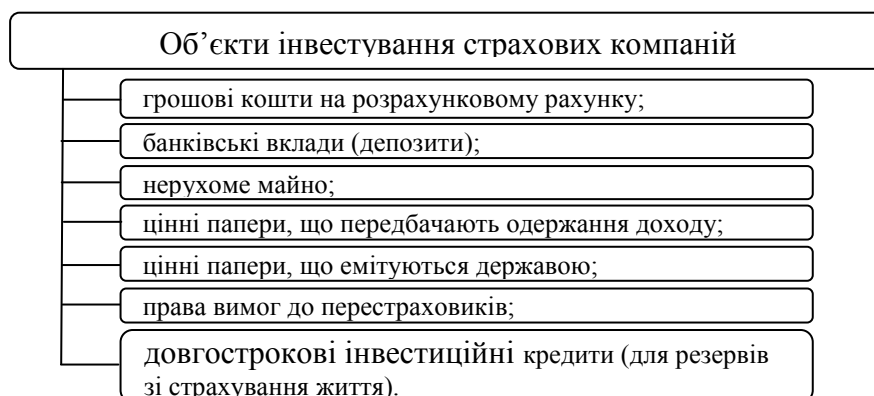 Об’єкти інвестування страхових компаній
грошові кошти на розрахунковому рахунку;
банківські вклади (депозити);
нерухоме майно;
цінні папери, що передбачають одержання доходу;
цінні папери, що емітуються державою;
права вимог до перестраховиків;
довгострокові інвестиційні кредити (для резервів
зі страхування життя).